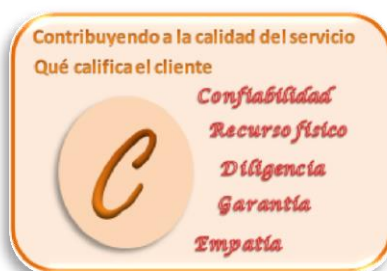 Contribuyendo a la calidad del servicio
Qué califica el cliente
C
Confiabilidad
Recurso físico
Diligencia
Garantía
Empatía